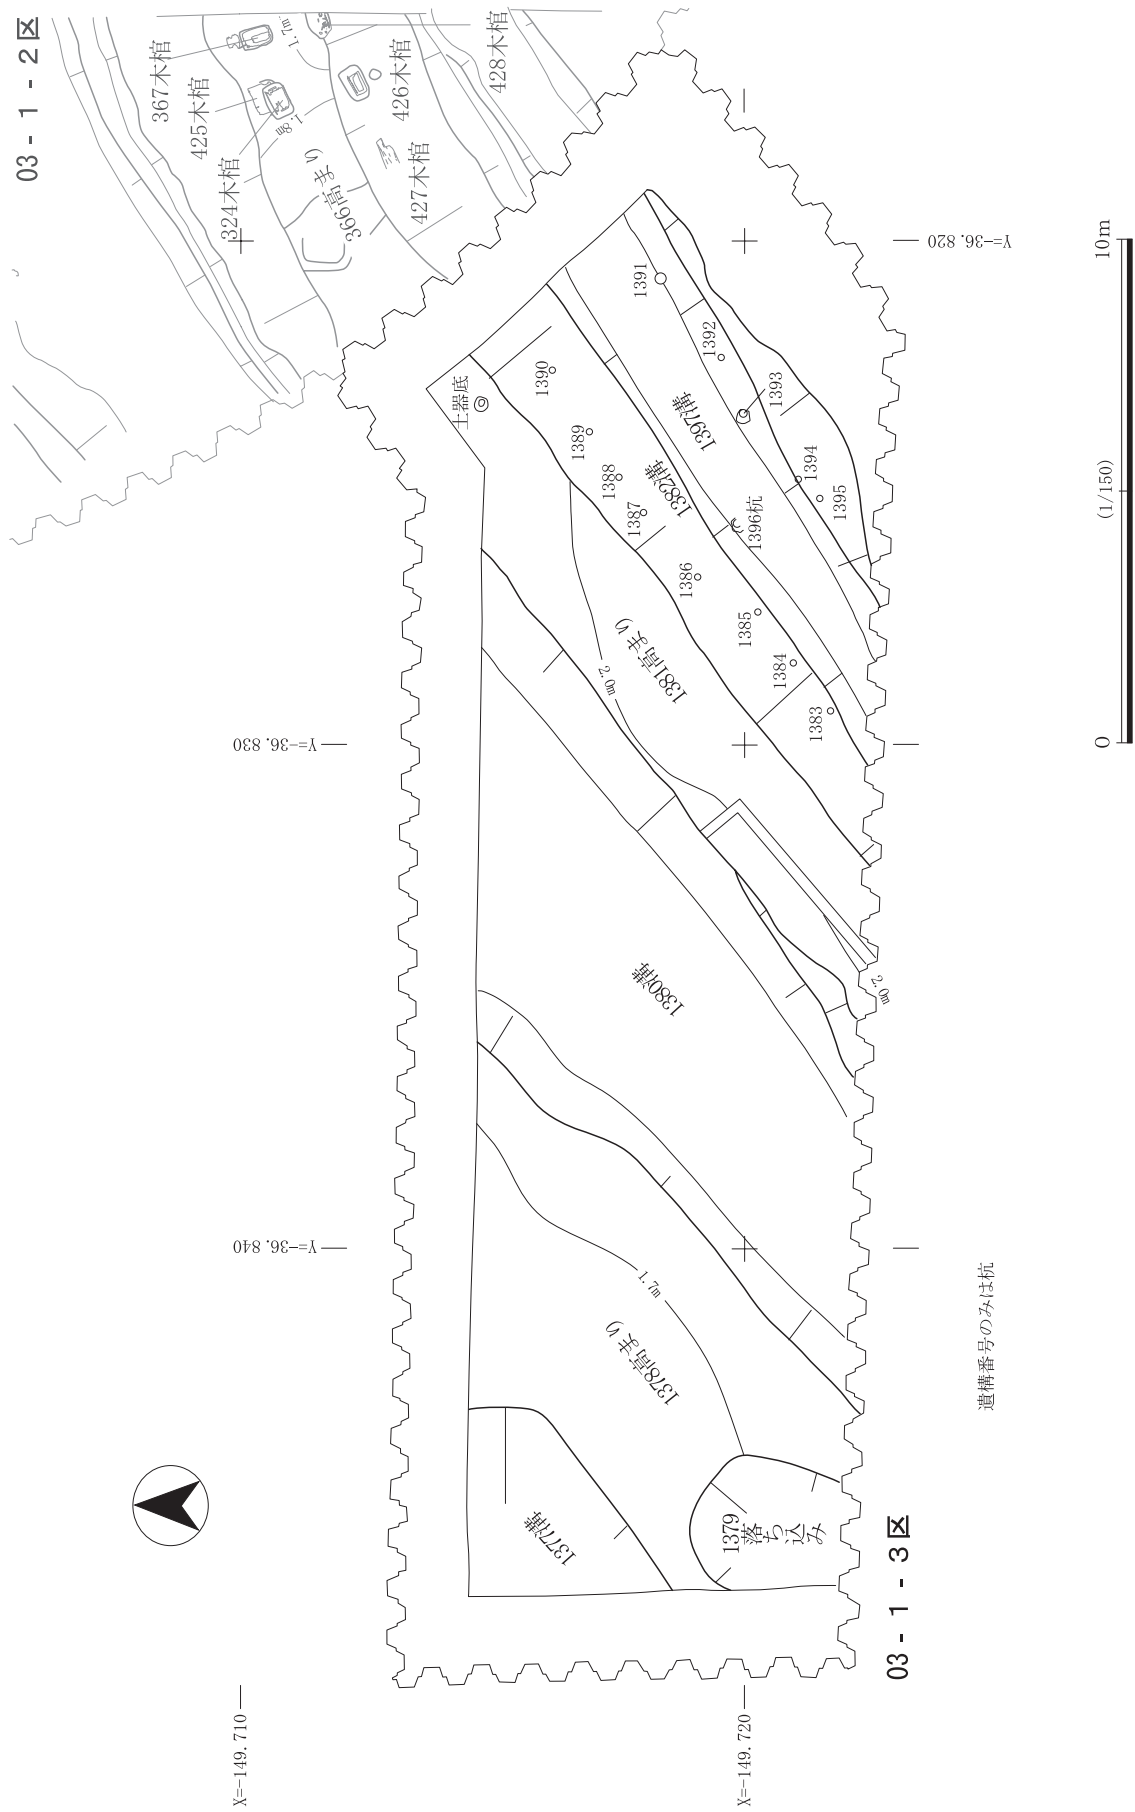 03 - 1 - 2 区
367木棺
425木棺
324木棺
1.7m
1.8m
366高まり
426木棺
427木棺
428木棺
Y=-36.820
Y=-36.830
Y=-36.840
X=-149.710
X=-149.720
土器底
1390
1389
1388
1387
1386
1385
1384
1383
1391
1392
1393
1394
1395
1396杭
1397溝
1382溝
1381高まり
2.0m
2.0m
1380溝
1.7m
1378高まり
1377溝
1379
落ち
込み
03 - 1 - 3 区
遺構番号のみは杭
0
(1/150)
10m